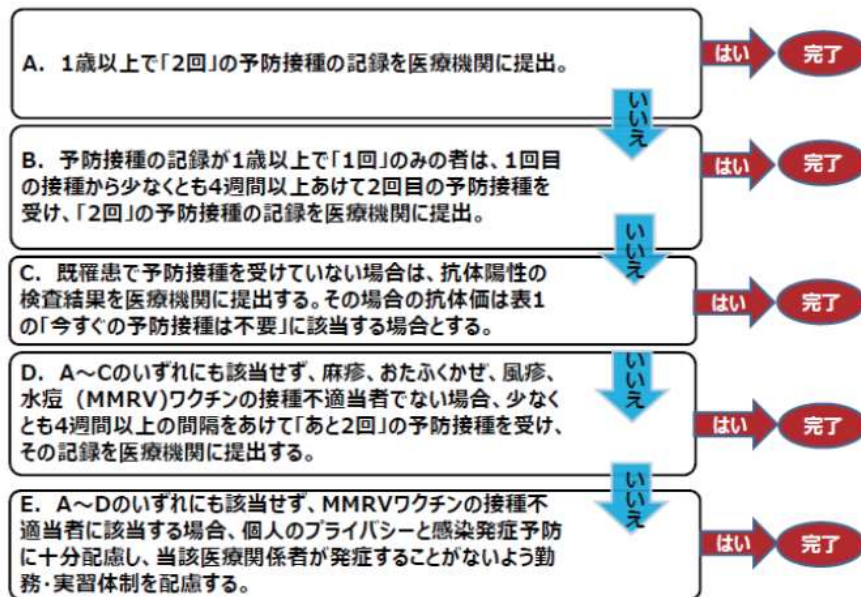 A. 1歳以上で「2回」の予防接種の記録を医療機関に提出。
はい
完了
いいえ
B. 予防接種の記録が1歳以上で「1回」のみの者は、1回目
の接種から少なくとも4週間以上あけて2回目の予防接種を
受け、「2回」の予防接種の記録を医療機関に提出。
はい
完了
いいえ
C. 既罹患で予防接種を受けていない場合は、抗体陽性の
検査結果を医療機関に提出する。その場合の抗体価は表1
の「今すぐの予防接種は不要」に該当する場合とする。
はい
完了
いいえ
D. A~Cのいずれにも該当せず、麻疹、おたふくかぜ、風疹、
水痘（MMRV)ワクチンの接種不適当者でない場合、少なく
とも4週間以上の間隔をあけて「あと2回」の予防接種を受け、
その記録を医療機関に提出する。
はい
完了
いいえ
E. A~Dのいずれにも該当せず、MMRVワクチンの接種不
適当者に該当する場合、個人のプライバシーと感染発症予防
に十分配慮し、当該医療関係者が発症することがないよう勤
務・実習体制を配慮する。
はい
完了